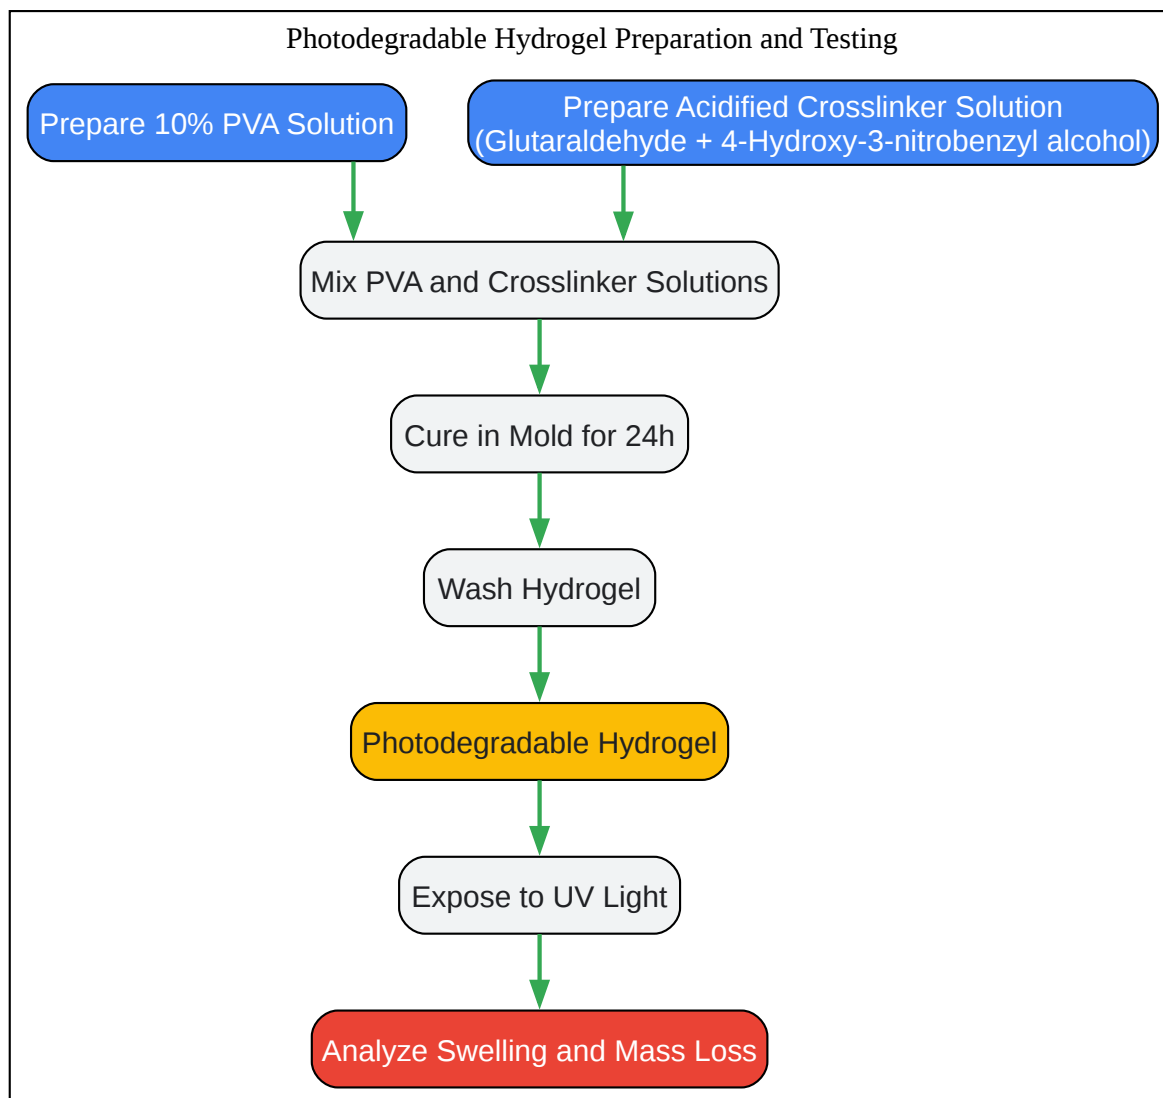 Photodegradable Hydrogel Preparation and Testing
Prepare 10% PVA Solution
Prepare Acidified Crosslinker Solution
(Glutaraldehyde + 4-Hydroxy-3-nitrobenzyl alcohol)
Mix PVA and Crosslinker Solutions
Cure in Mold for 24h
Wash Hydrogel
Photodegradable Hydrogel
Expose to UV Light
Analyze Swelling and Mass Loss